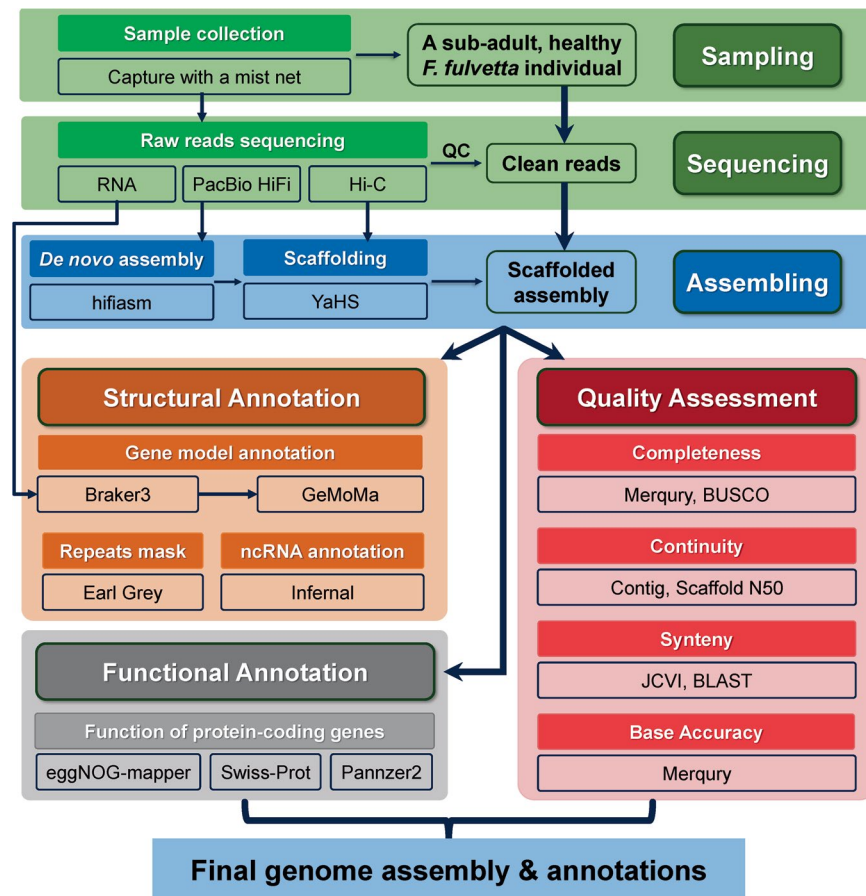 Sample collection
Capture with a mist net
A sub-adult, healthy
F. fulvetta individual
Sampling
Raw reads sequencing
RNA
PacBio HiFi
Hi-C
QC
Clean reads
Sequencing
De novo assembly
hifiasm
Scaffolding
YaHS
Scaffolded
assembly
Assembling
Structural Annotation
Gene model annotation
Braker3
GeMoMa
Repeats mask
Earl Grey
ncRNA annotation
Infernal
Functional Annotation
Function of protein-coding genes
eggNOG-mapper
Swiss-Prot
Pannzer2
Quality Assessment
Completeness
Merqury, BUSCO
Continuity
Contig, Scaffold N50
Synteny
JCVI, BLAST
Base Accuracy
Merqury
Final genome assembly & annotations